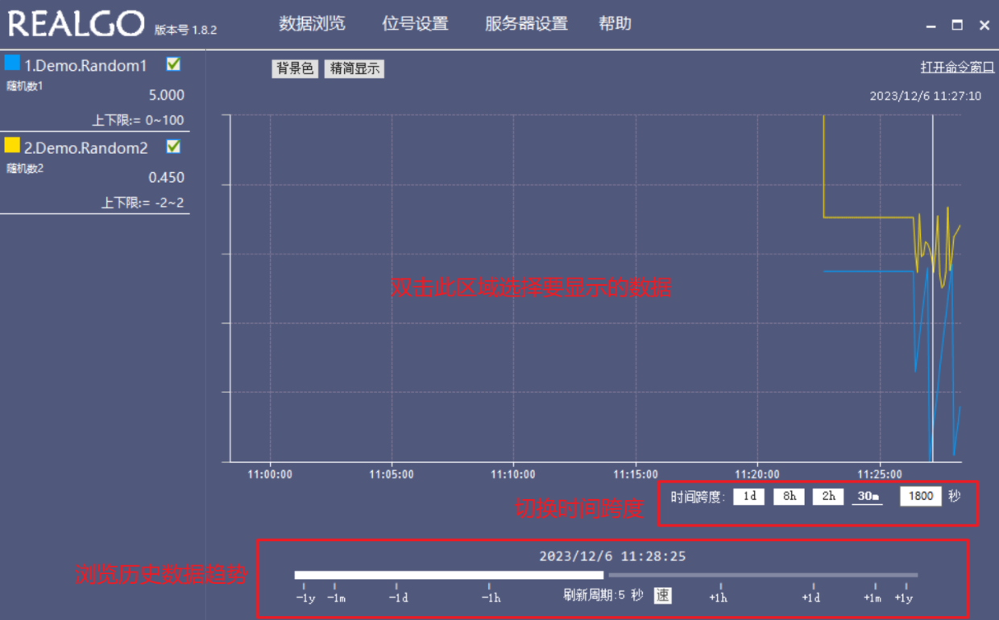 REALGO 版本号 1.8.2 数据浏览 位号设置 服务器设置 帮助
1.Demo.Random1
随机数1
5.000
上下限:= 0~100
2.Demo.Random2
随机数2
0.450
上下限:= -2~2
背景色 精简显示
打开命令窗口
2023/12/6 11:27:10
双击此区域选择要显示的数据
11:00:00 11:05:00 11:10:00 11:15:00 11:20:00 11:25:00
切换时间跨度
时间跨度: 1d 8h 2h 30m 1800 秒
浏览历史数据趋势
2023/12/6 11:28:25
-1y -1m -1d -1h 刷新周期:5 秒 速 +1h +1d +1m +1y